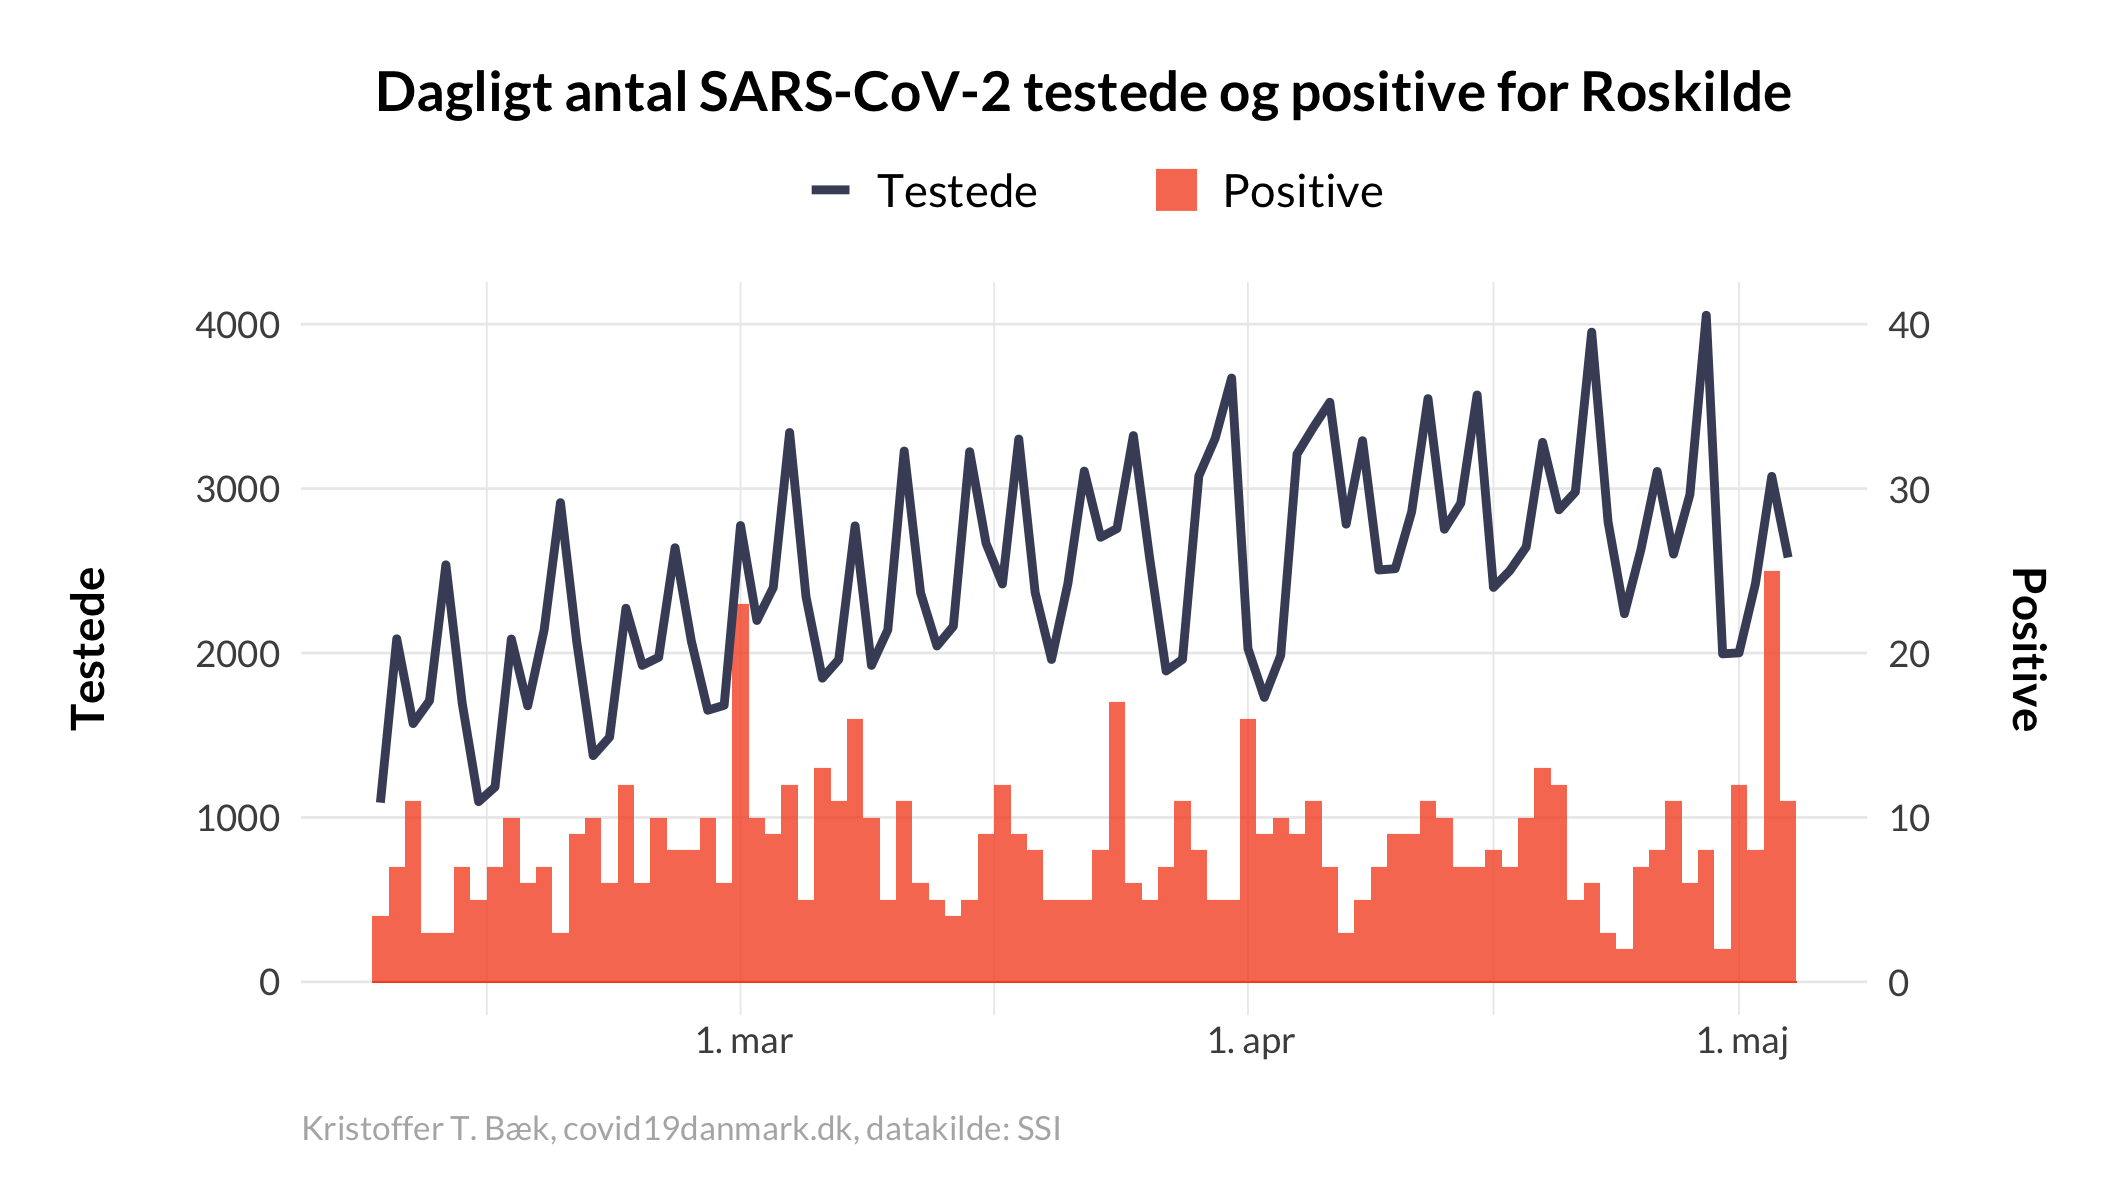 Dagligt antal SARS-CoV-2 testede og positive for Roskilde
Testede
Positive
4000
3000
2000
1000
0
40
30
20
10
0
Testede
Positive
1. mar
1. apr
1. maj
Kristoffer T. Bæk, covid19danmark.dk, datakilde: SSI